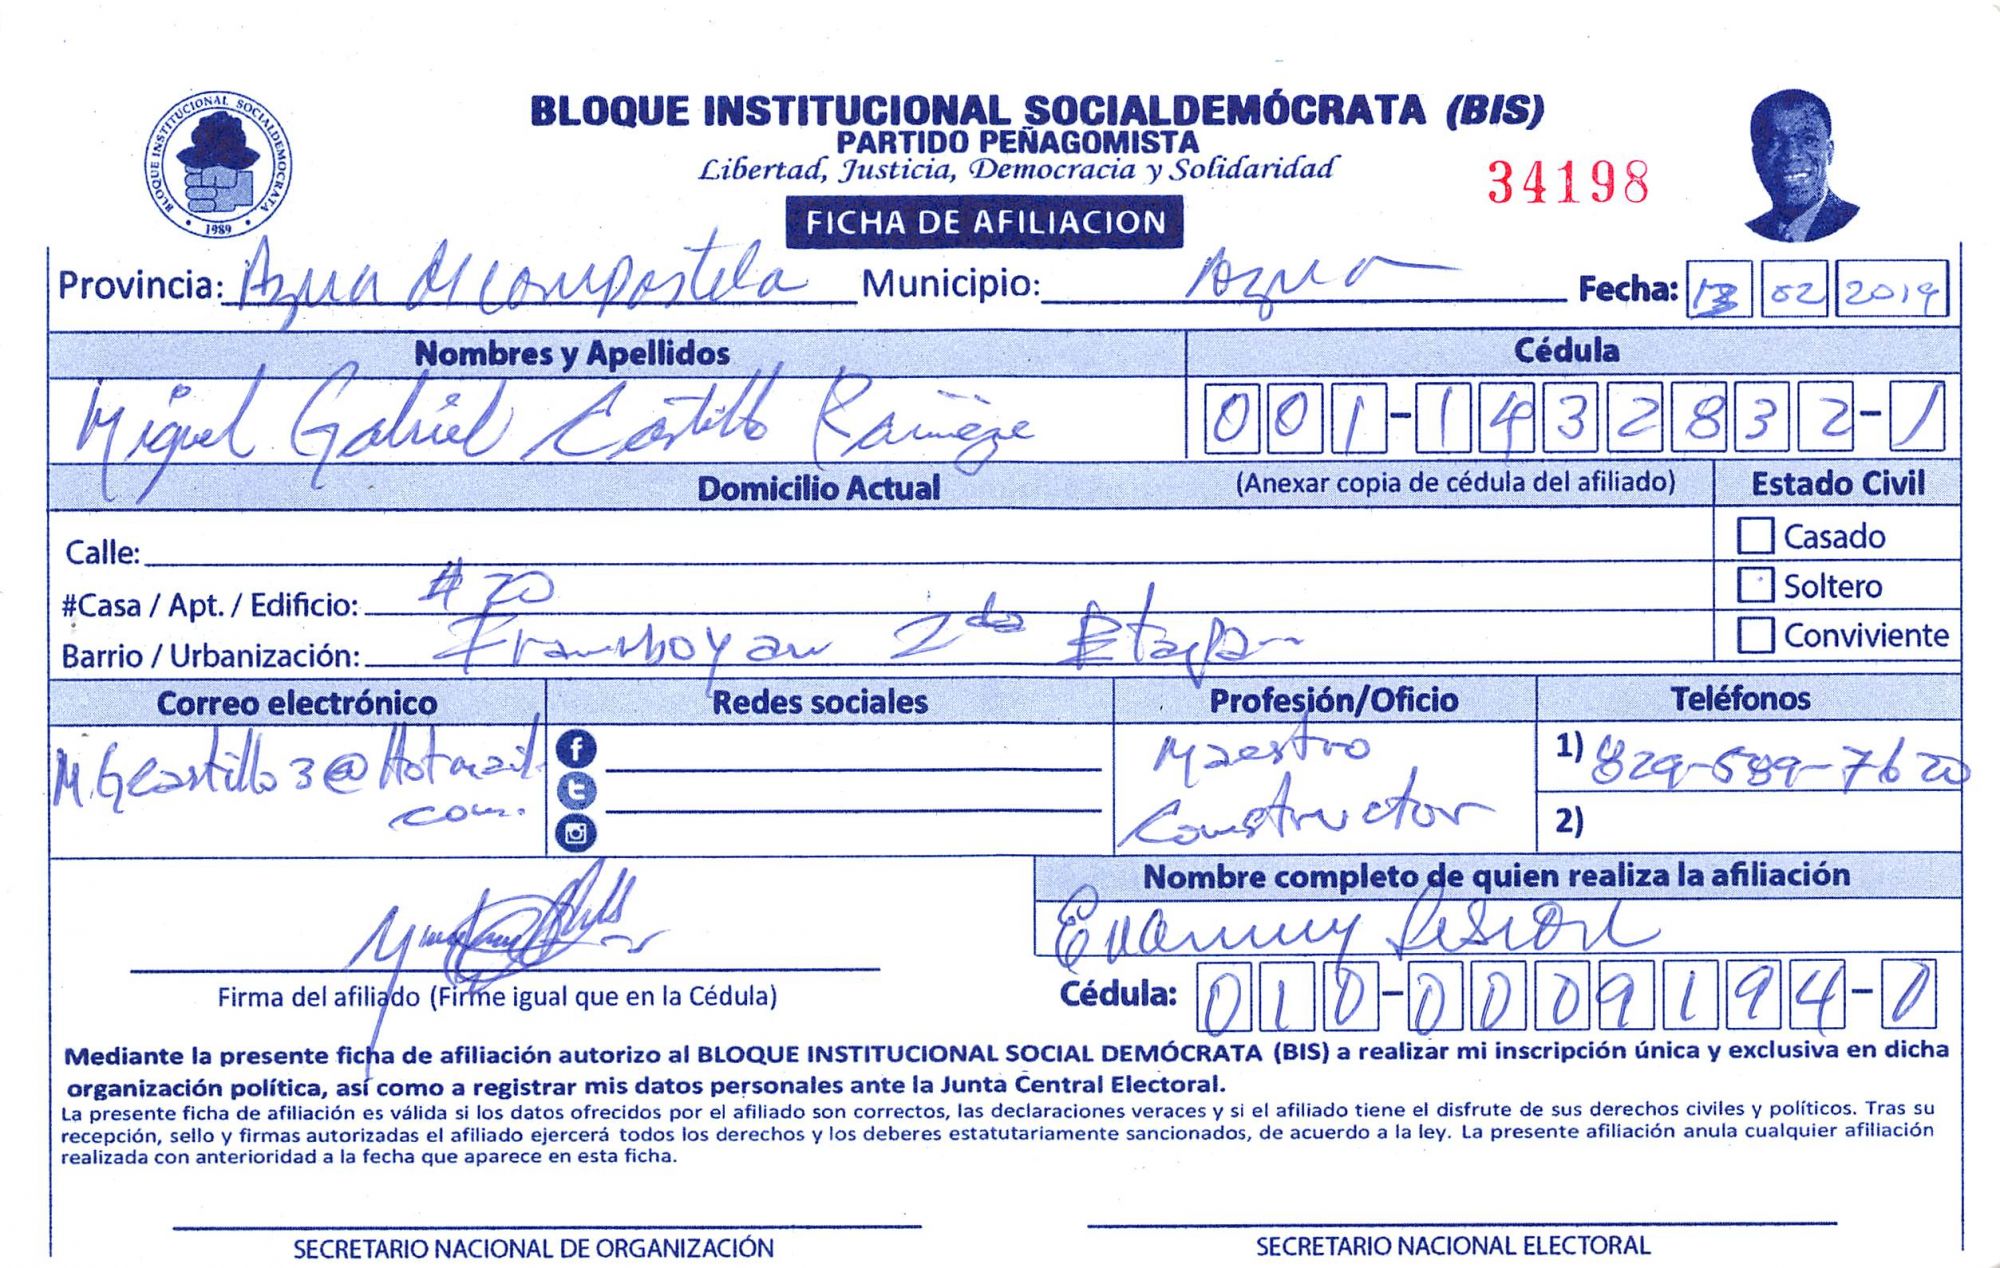 BLOQUE INSTITUCIONAL SOCIALDEMÓCRATA 1989
BLOQUE INSTITUCIONAL SOCIALDEMÓCRATA (BIS)
PARTIDO PEÑAGOMISTA
Libertad, Justicia, Democracia y Solidaridad
34198
FICHA DE AFILIACION
Provincia: Azua de compostela Municipio: Azua Fecha: 13 02 2019
Nombres y Apellidos Cédula
Miguel Gabriel Castillo Ramírez 001-1432832-1
Domicilio Actual (Anexar copia de cédula del afiliado) Estado Civil
Calle: Casado
#Casa / Apt. / Edificio: #20 Soltero
Barrio / Urbanización: Framboyan 2da Etapa Conviviente
Correo electrónico Redes sociales Profesión/Oficio Teléfonos
M.Gcastillo3@Hotmail. Maestro 1) 829-589-7620
com. Constructor 2)
Nombre completo de quien realiza la afiliación
Evanny
Firma del afiliado (Firme igual que en la Cédula) Cédula: 010-0009194-0
Mediante la presente ficha de afiliación autorizo al BLOQUE INSTITUCIONAL SOCIAL DEMÓCRATA (BIS) a realizar mi inscripción única y exclusiva en dicha
organización política, así como a registrar mis datos personales ante la Junta Central Electoral.
La presente ficha de afiliación es válida si los datos ofrecidos por el afiliado son correctos, las declaraciones veraces y si el afiliado tiene el disfrute de sus derechos civiles y políticos. Tras su
recepción, sello y firmas autorizadas el afiliado ejercerá todos los derechos y los deberes estatutariamente sancionados, de acuerdo a la ley. La presente afiliación anula cualquier afiliación
realizada con anterioridad a la fecha que aparece en esta ficha.
SECRETARIO NACIONAL DE ORGANIZACIÓN SECRETARIO NACIONAL ELECTORAL